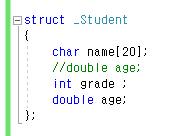 struct _Student
{
char name[20];
//double age;
int grade ;
double age;
};